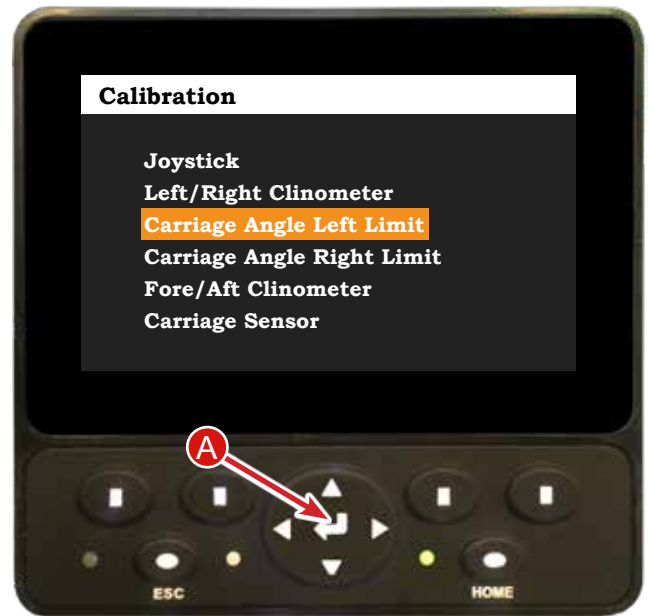 Calibration
Joystick
Left/Right Clinometer
Carriage Angle Left Limit
Carriage Angle Right Limit
Fore/Aft Clinometer
Carriage Sensor
A
ESC
HOME